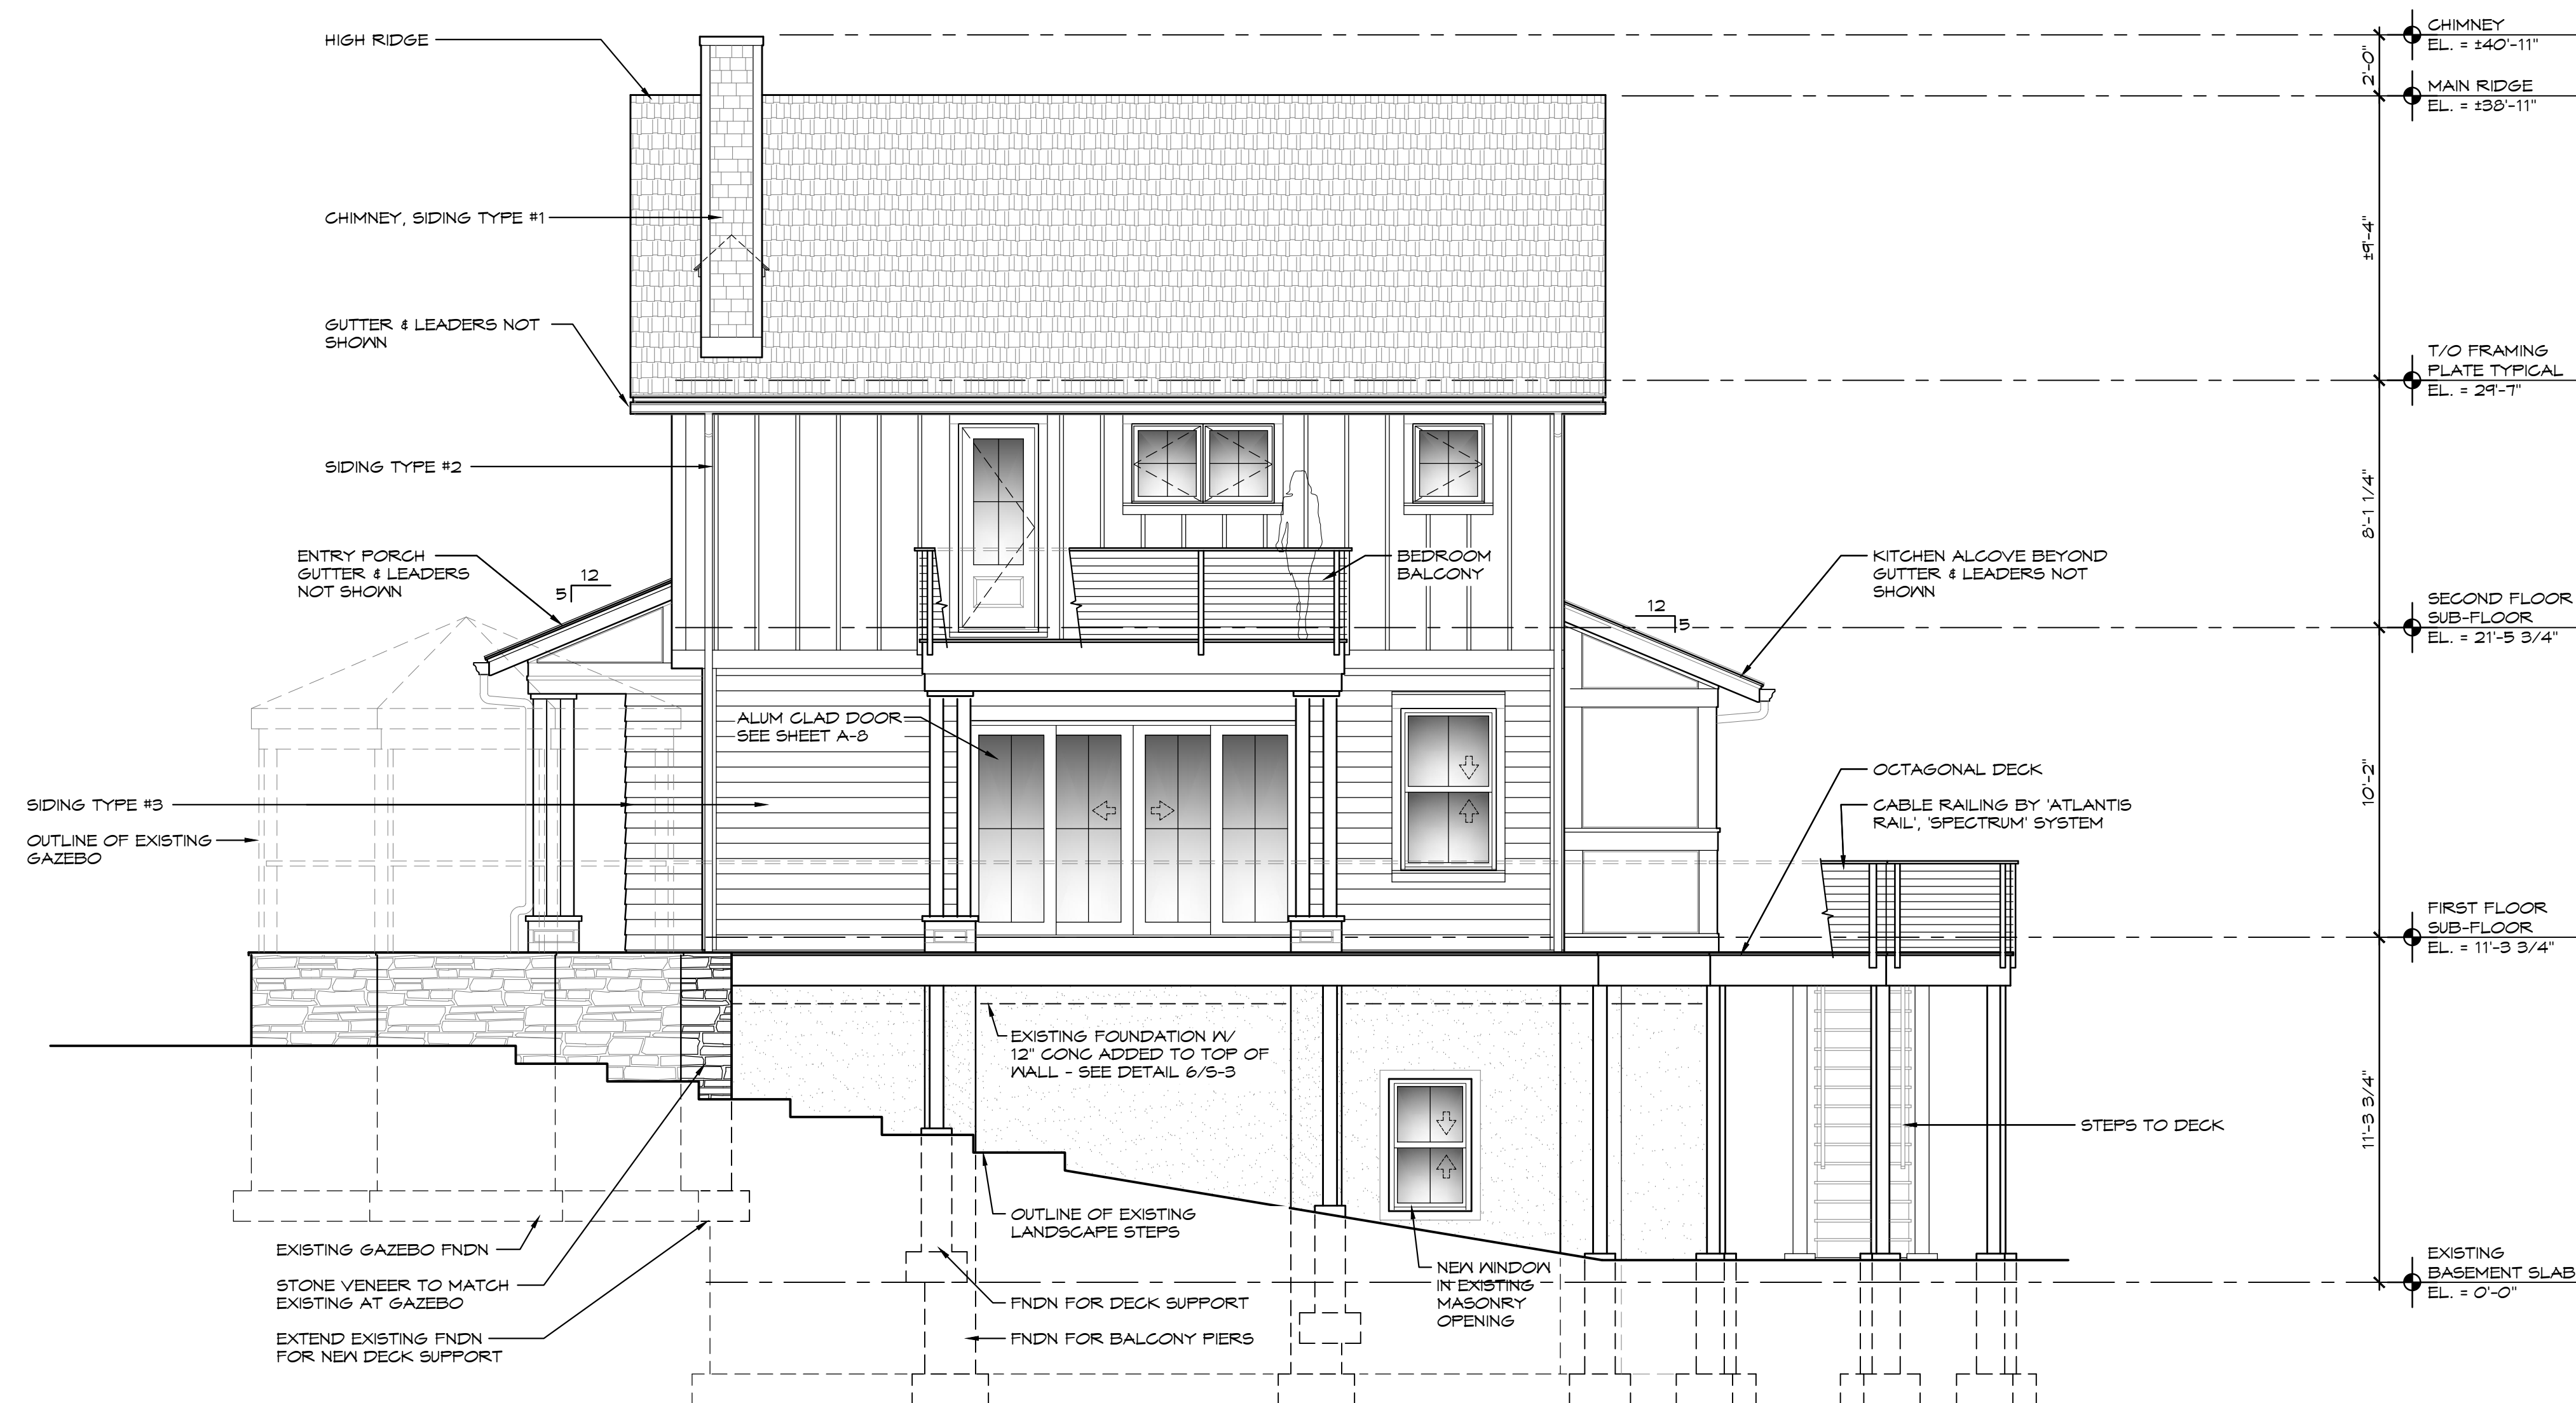 HIGH RIDGE
CHIMNEY, SIDING TYPE #1
GUTTER & LEADERS NOT
SHOWN
SIDING TYPE #2
ENTRY PORCH
GUTTER & LEADERS
NOT SHOWN
12
5
SIDING TYPE #3
OUTLINE OF EXISTING
GAZEBO
ALUM CLAD DOOR
SEE SHEET A-8
BEDROOM
BALCONY
EXISTING FOUNDATION W/
12" CONC ADDED TO TOP OF
WALL - SEE DETAIL 6/S-3
OUTLINE OF EXISTING
LANDSCAPE STEPS
EXISTING GAZEBO FNDN
STONE VENEER TO MATCH
EXISTING AT GAZEBO
EXTEND EXISTING FNDN
FOR NEW DECK SUPPORT
FNDN FOR DECK SUPPORT
FNDN FOR BALCONY PIERS
NEW WINDOW
IN EXISTING
MASONRY
OPENING
KITCHEN ALCOVE BEYOND
GUTTER & LEADERS NOT
SHOWN
12
5
OCTAGONAL DECK
CABLE RAILING BY 'ATLANTIS
RAIL', 'SPECTRUM' SYSTEM
STEPS TO DECK
2'-0"
±9'-4"
8'-1 1/4"
10'-2"
11'-3 3/4"
CHIMNEY
EL. = ±40'-11"
MAIN RIDGE
EL. = ±38'-11"
T/O FRAMING
PLATE TYPICAL
EL. = 29'-7"
SECOND FLOOR
SUB-FLOOR
EL. = 21'-5 3/4"
FIRST FLOOR
SUB-FLOOR
EL. = 11'-3 3/4"
EXISTING
BASEMENT SLAB
EL. = 0'-0"